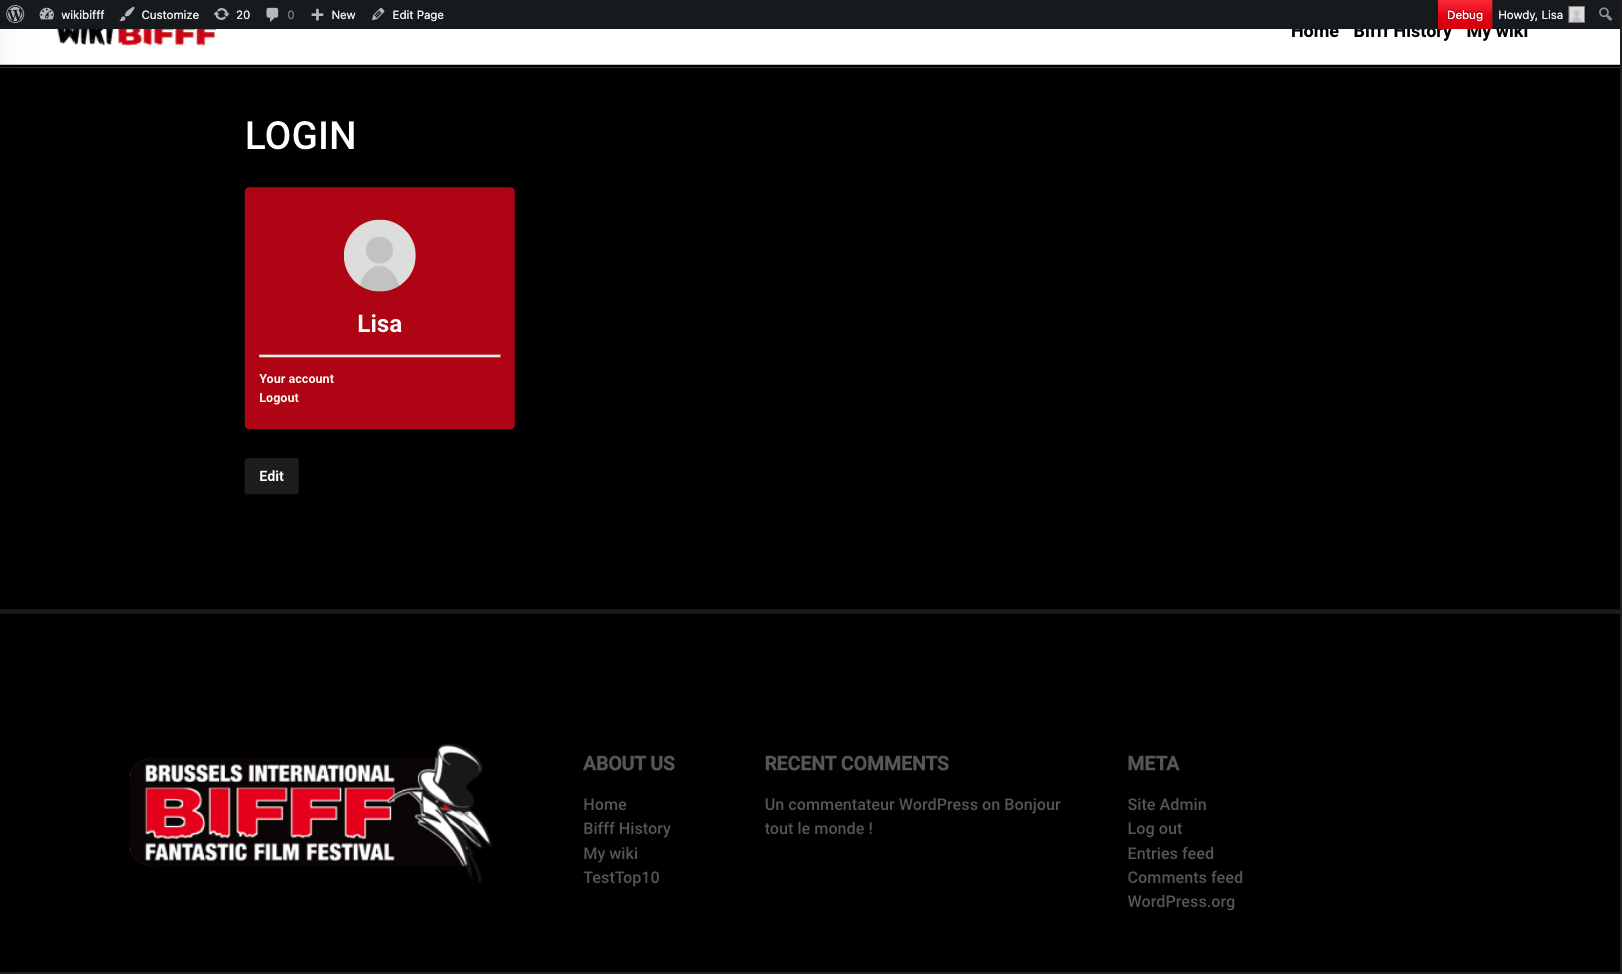 wikibifff Customize 20 0 New Edit Page Debug Howdy, Lisa
WIKI BIFFF Home Bifff History My wiki
LOGIN
Lisa
Your account
Logout
Edit
BRUSSELS INTERNATIONAL
BIFFF
FANTASTIC FILM FESTIVAL
ABOUT US
Home
Bifff History
My wiki
TestTop10
RECENT COMMENTS
Un commentateur WordPress on Bonjour
tout le monde !
META
Site Admin
Log out
Entries feed
Comments feed
WordPress.org